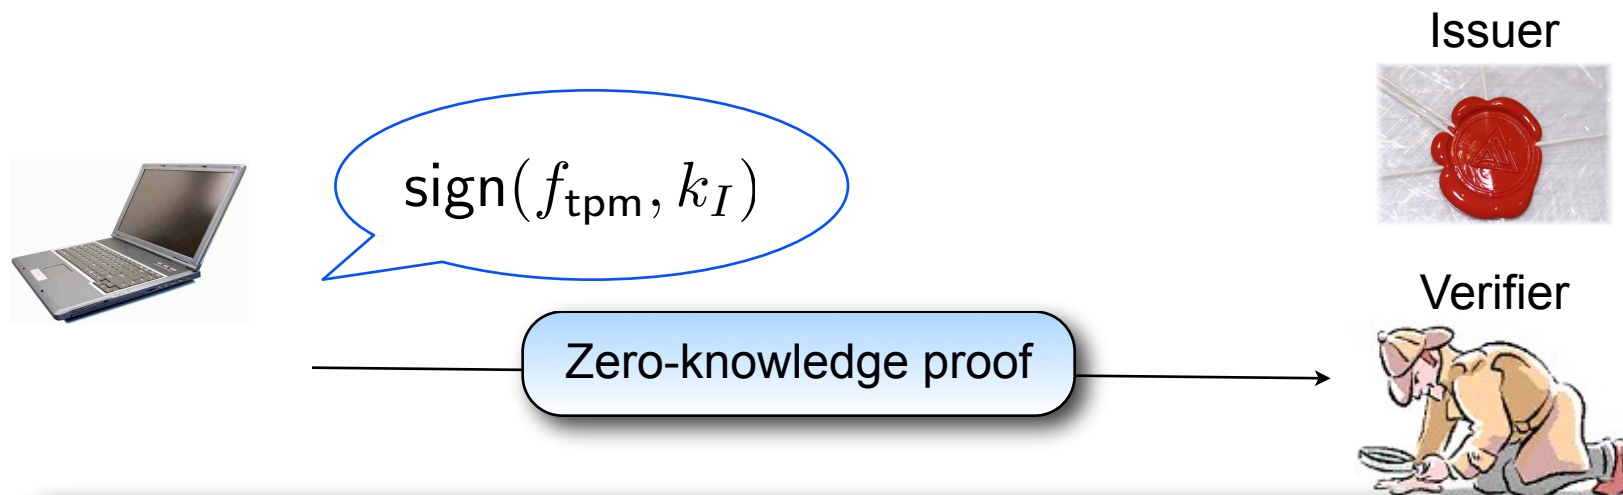 Issuer
sign(f_tpm, k_I)
Verifier
Zero-knowledge proof